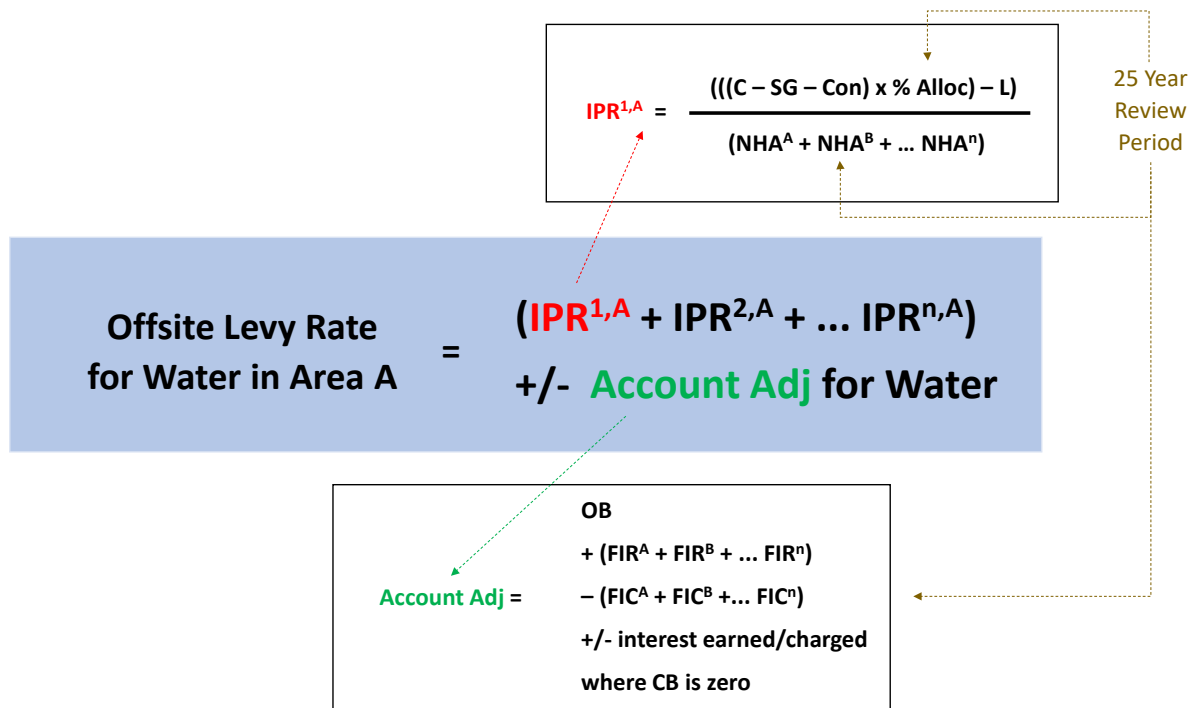 (((C – SG – Con) x % Alloc) – L)
IPR¹,ᴬ =
(NHAᴬ + NHAᴮ + … NHAⁿ)
25 Year
Review
Period
Offsite Levy Rate
for Water in Area A
=
(IPR¹,ᴬ + IPR²,ᴬ + ... IPRⁿ,ᴬ)
+/- Account Adj for Water
OB
+ (FIRᴬ + FIRᴮ + ... FIRⁿ)
Account Adj =
– (FICᴬ + FICᴮ +... FICⁿ)
+/- interest earned/charged
where CB is zero